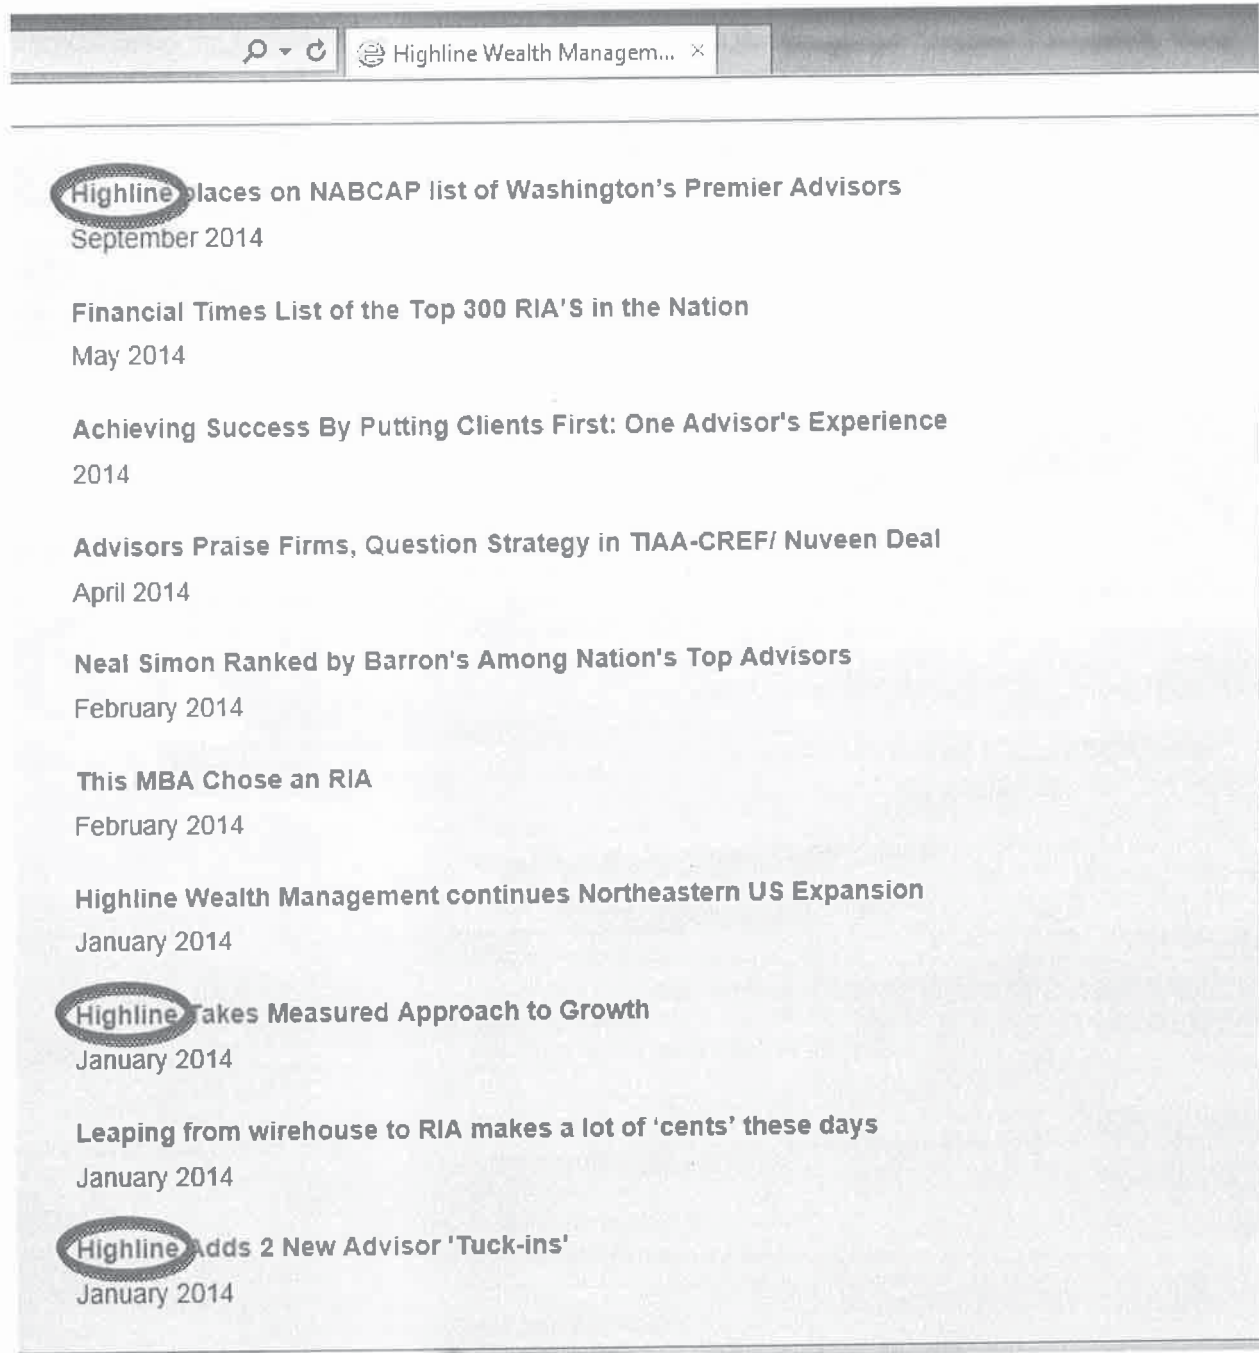 Highline Wealth Managem... ×
Highline places on NABCAP list of Washington's Premier Advisors
September 2014
Financial Times List of the Top 300 RIA'S in the Nation
May 2014
Achieving Success By Putting Clients First: One Advisor's Experience
2014
Advisors Praise Firms, Question Strategy in TIAA-CREF/ Nuveen Deal
April 2014
Neal Simon Ranked by Barron's Among Nation's Top Advisors
February 2014
This MBA Chose an RIA
February 2014
Highline Wealth Management continues Northeastern US Expansion
January 2014
Highline Takes Measured Approach to Growth
January 2014
Leaping from wirehouse to RIA makes a lot of 'cents' these days
January 2014
Highline Adds 2 New Advisor 'Tuck-ins'
January 2014